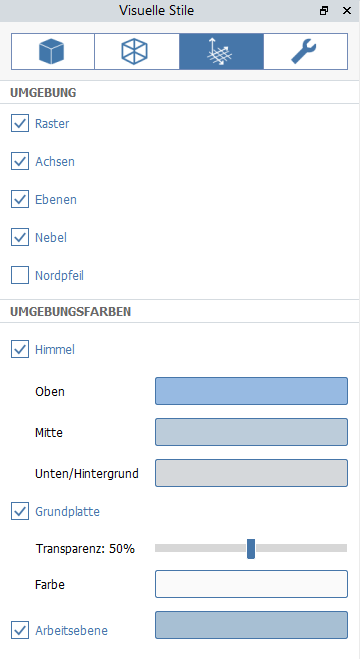 Visuelle Stile
UMGEBUNG
Raster
Achsen
Ebenen
Nebel
Nordpfeil
UMGEBUNGSFARBEN
Himmel
Oben
Mitte
Unten/Hintergrund
Grundplatte
Transparenz: 50%
Farbe
Arbeitsebene